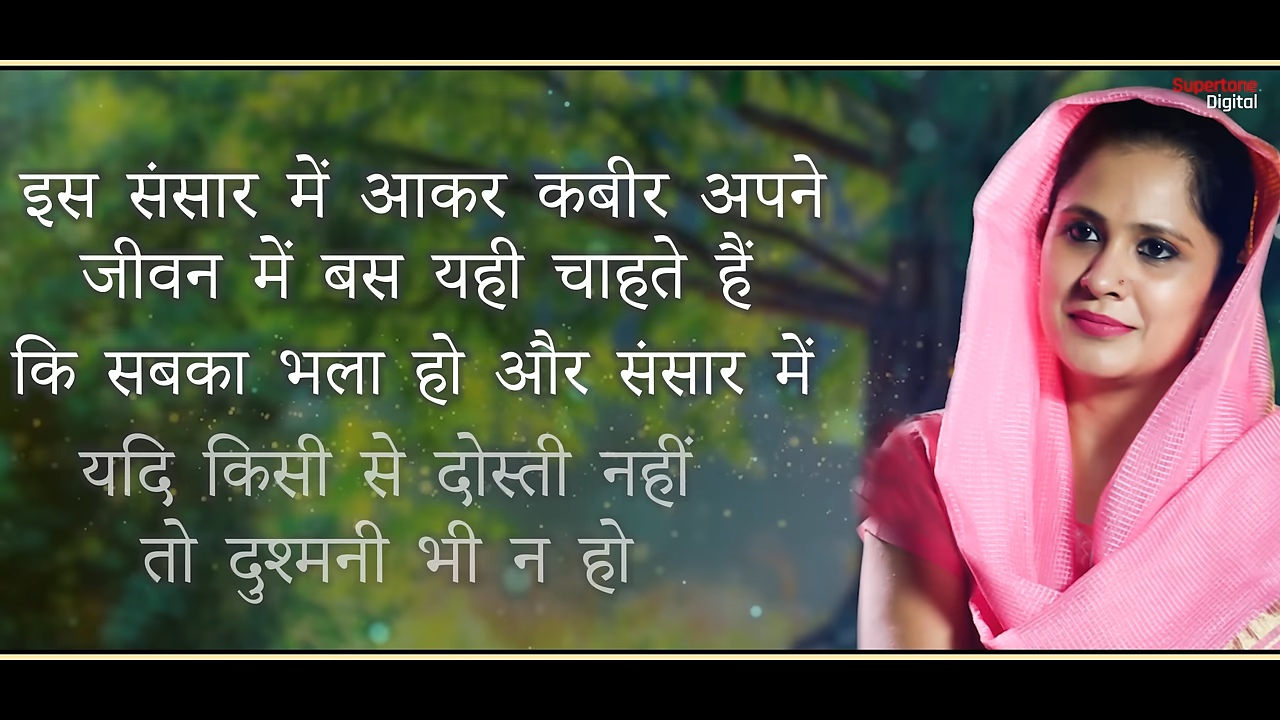 Supertone
Digital
इस संसार में आकर कबीर अपने
जीवन में बस यही चाहते हैं
कि सबका भला हो और संसार में
यदि किसी से दोस्ती नहीं
तो दुश्मनी भी न हो